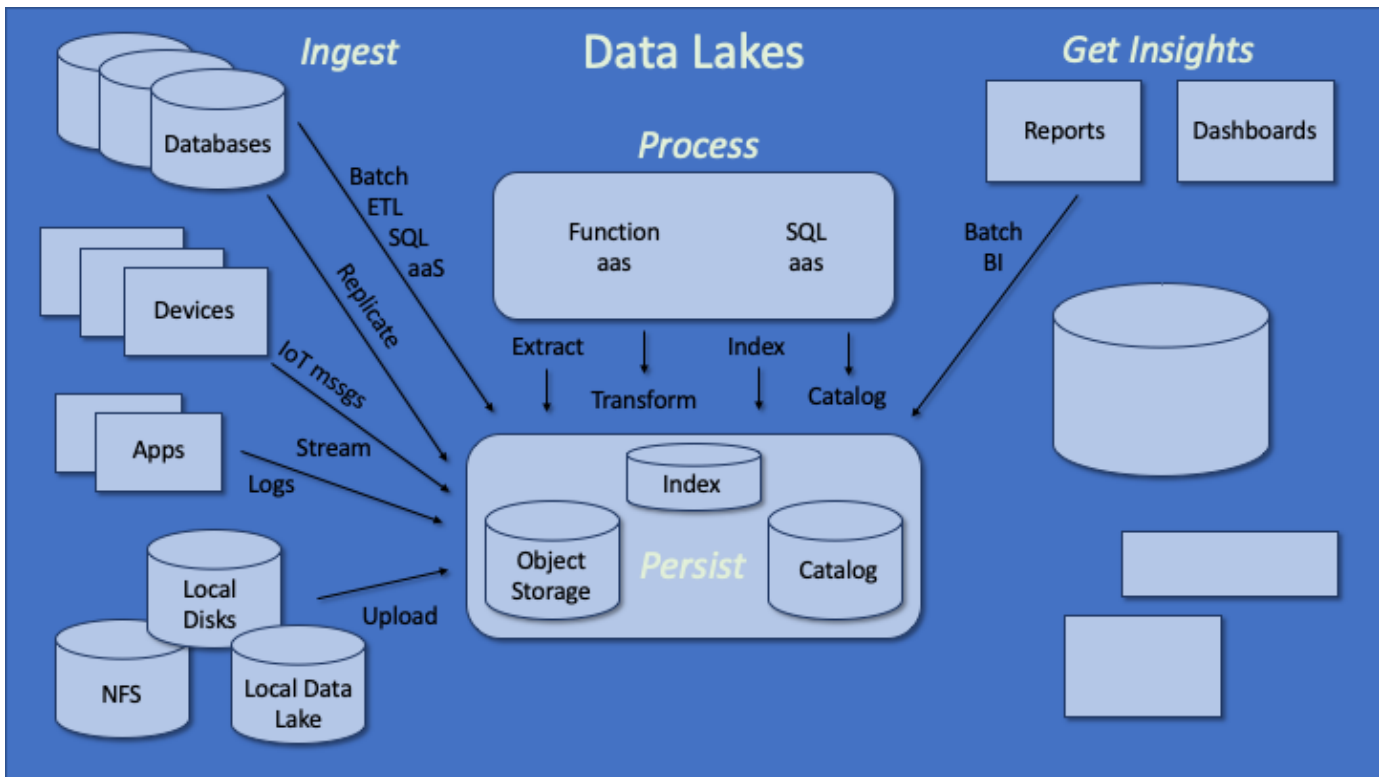 Ingest
Data Lakes
Get Insights
Databases
Batch
ETL
SQL
aaS
Replicate
Devices
IoT mssgs
Apps
Stream
Logs
Local
Disks
NFS
Local Data
Lake
Upload
Process
Function
aas
SQL
aas
Extract
Transform
Index
Catalog
Index
Object
Storage
Persist
Catalog
Reports
Dashboards
Batch
BI